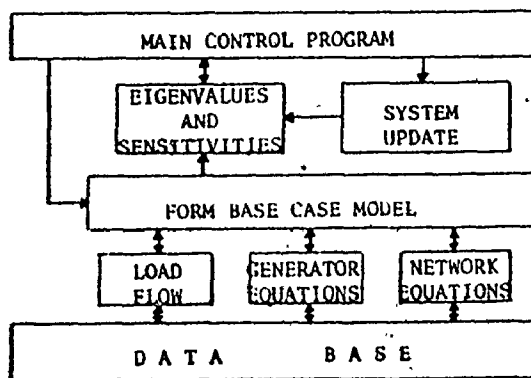 MAIN CONTROL PROGRAM
EIGENVALUES
AND
SENSITIVITIES
SYSTEM
UPDATE
FORM BASE CASE MODEL
LOAD
FLOW
GENERATOR
EQUATIONS
NETWORK
EQUATIONS
DATA BASE